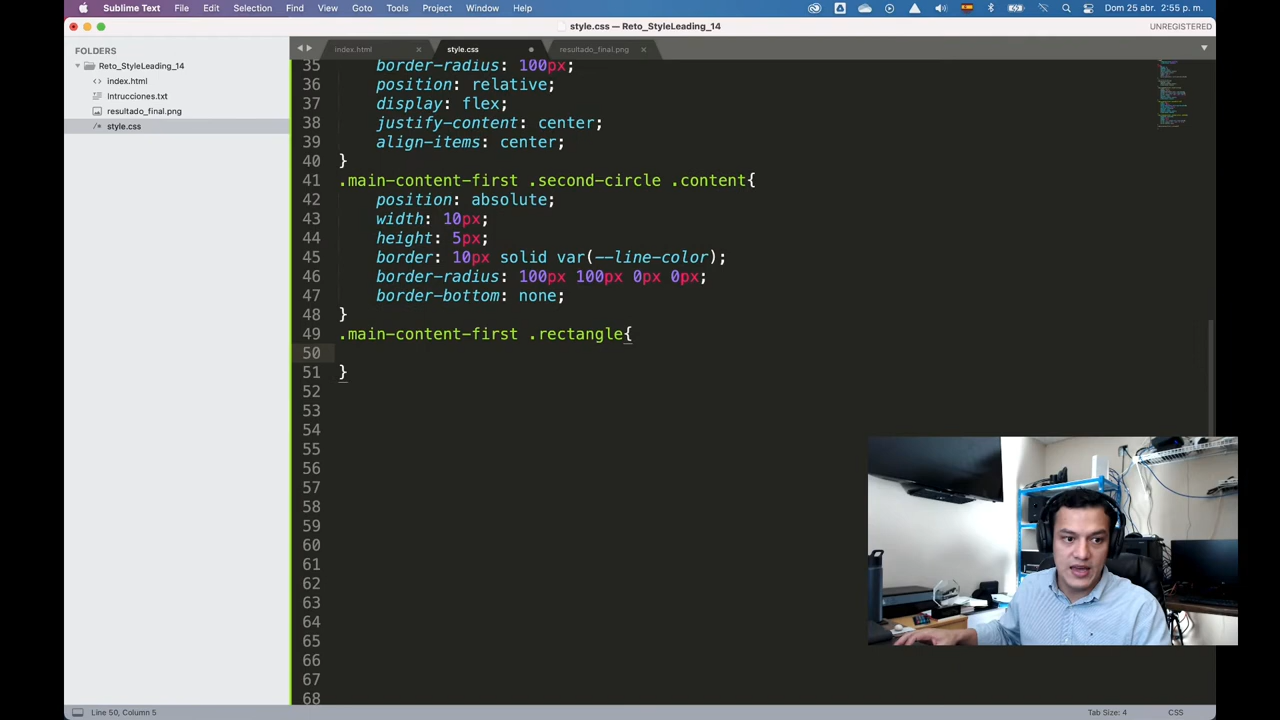 Sublime Text File Edit Selection Find View Goto Tools Project Window Help Dom 25 abr. 2:55 p. m.
style.css — Reto_StyleLeading_14 UNREGISTERED
FOLDERS
Reto_StyleLeading_14
index.html
Intrucciones.txt
resultado_final.png
style.css
index.html style.css resultado_final.png
35 border-radius: 100px;
36 position: relative;
37 display: flex;
38 justify-content: center;
39 align-items: center;
40 }
41 .main-content-first .second-circle .content{
42 position: absolute;
43 width: 10px;
44 height: 5px;
45 border: 10px solid var(--line-color);
46 border-radius: 100px 100px 0px 0px;
47 border-bottom: none;
48 }
49 .main-content-first .rectangle{
50
51 }
52
53
54
55
56
57
58
59
60
61
62
63
64
65
66
67
68
Line 50, Column 5 Tab Size: 4 CSS